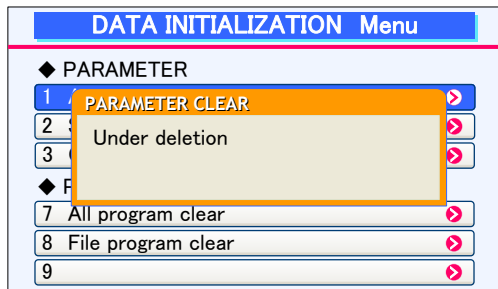 DATA INITIALIZATION Menu
◆ PARAMETER
1
PARAMETER CLEAR
2
Under deletion
3
◆
7 All program clear
8 File program clear
9